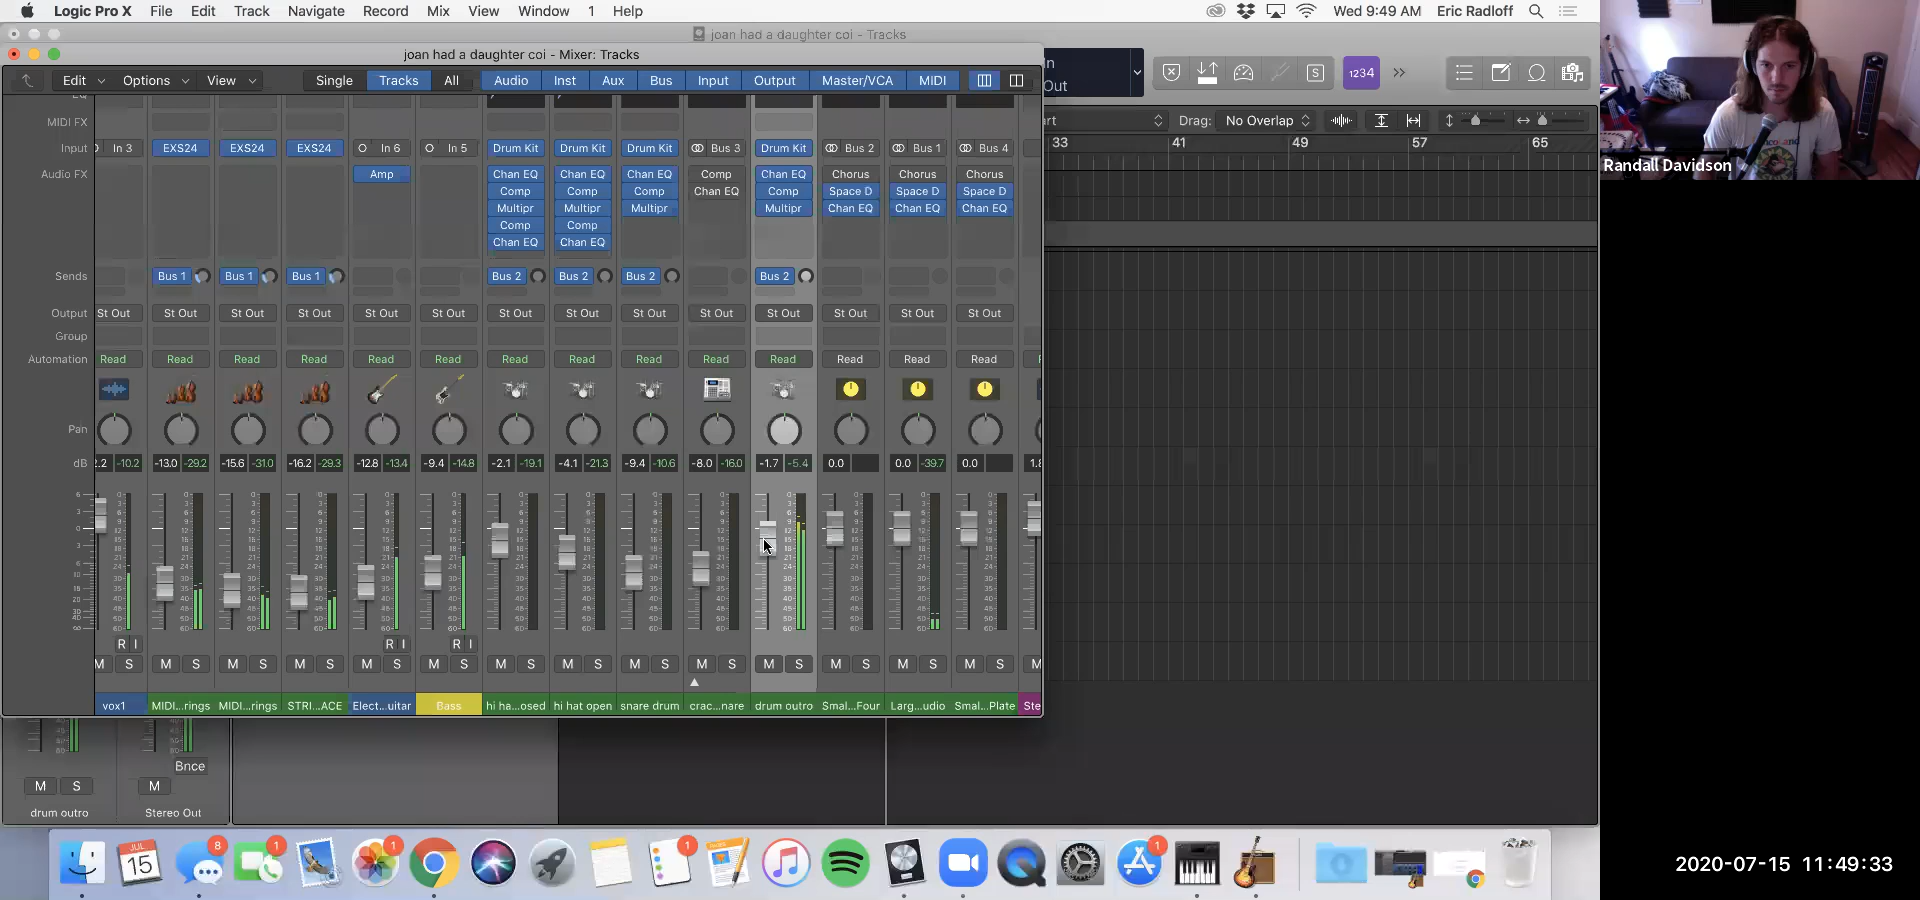 Logic Pro X File Edit Track Navigate Record Mix View Window 1 Help Wed 9:49 AM Eric Radloff
joan had a daughter coi - Tracks
joan had a daughter coi - Mixer: Tracks
Edit Options View Single Tracks All Audio Inst Aux Bus Input Output Master/VCA MIDI
In
Out
S 1234
Drag: No Overlap
33 41 49 57 65
EQ
MIDI FX
Input In 3 EXS24 EXS24 EXS24 In 6 In 5 Drum Kit Drum Kit Drum Kit Bus 3 Drum Kit Bus 2 Bus 1 Bus 4
Audio FX Amp Chan EQ Chan EQ Chan EQ Comp Chan EQ Chorus Chorus Chorus
Comp Comp Comp Chan EQ Comp Space D Space D Space D
Multipr Multipr Multipr Multipr Chan EQ Chan EQ Chan EQ
Comp Comp
Chan EQ Chan EQ
Sends Bus 1 Bus 1 Bus 1 Bus 2 Bus 2 Bus 2 Bus 2
Output St Out St Out St Out St Out St Out St Out St Out St Out St Out St Out St Out St Out St Out St Out
Group
Automation Read Read Read Read Read Read Read Read Read Read Read Read Read Read
Pan
dB 2.2 -10.2 -13.0 -29.2 -15.6 -31.0 -16.2 -29.3 -12.8 -13.4 -9.4 -14.8 -2.1 -19.1 -4.1 -21.3 -9.4 -10.6 -8.0 -16.0 -1.7 -5.4 0.0 0.0 -39.7 0.0 1.8
R I R I R I
M S M S M S M S M S M S M S M S M S M S M S M S M S M S M
vox1 MIDI...rings MIDI...rings STRI...ACE Elect...uitar Bass hi ha...osed hi hat open snare drum crac...nare drum outro Smal...Four Larg...udio Smal...Plate Ste
Bnce
M S M
drum outro Stereo Out
JUL
15
8 1 1 1 1
Randall Davidson
2020-07-15 11:49:33